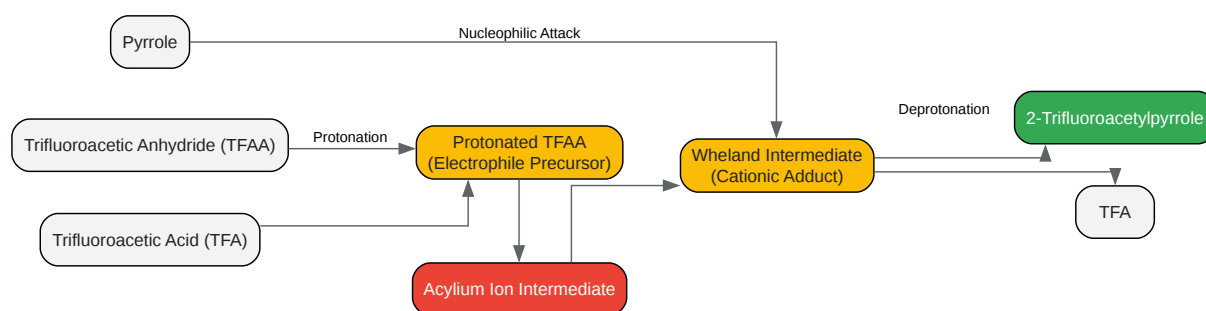 Pyrrole
Nucleophilic Attack
Trifluoroacetic Anhydride (TFAA)
Protonation
Protonated TFAA
(Electrophile Precursor)
Trifluoroacetic Acid (TFA)
Acylium Ion Intermediate
Wheland Intermediate
(Cationic Adduct)
Deprotonation
2-Trifluoroacetylpyrrole
TFA